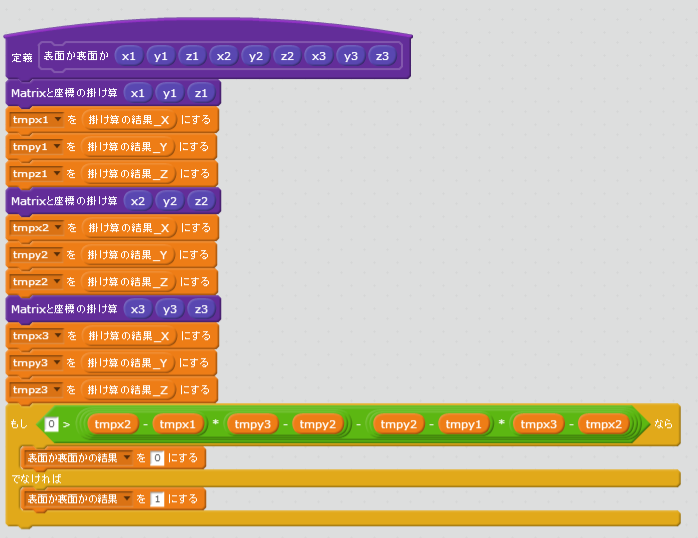 定義 表面か裏面か x1 y1 z1 x2 y2 z2 x3 y3 z3
Matrixと座標の掛け算 x1 y1 z1
tmpx1 を 掛け算の結果_X にする
tmpy1 を 掛け算の結果_Y にする
tmpz1 を 掛け算の結果_Z にする
Matrixと座標の掛け算 x2 y2 z2
tmpx2 を 掛け算の結果_X にする
tmpy2 を 掛け算の結果_Y にする
tmpz2 を 掛け算の結果_Z にする
Matrixと座標の掛け算 x3 y3 z3
tmpx3 を 掛け算の結果_X にする
tmpy3 を 掛け算の結果_Y にする
tmpz3 を 掛け算の結果_Z にする
もし 0 > tmpx2 - tmpx1 * tmpy3 - tmpy2 - tmpy2 - tmpy1 * tmpx3 - tmpx2 なら
表面か裏面かの結果 を 0 にする
でなければ
表面か裏面かの結果 を 1 にする